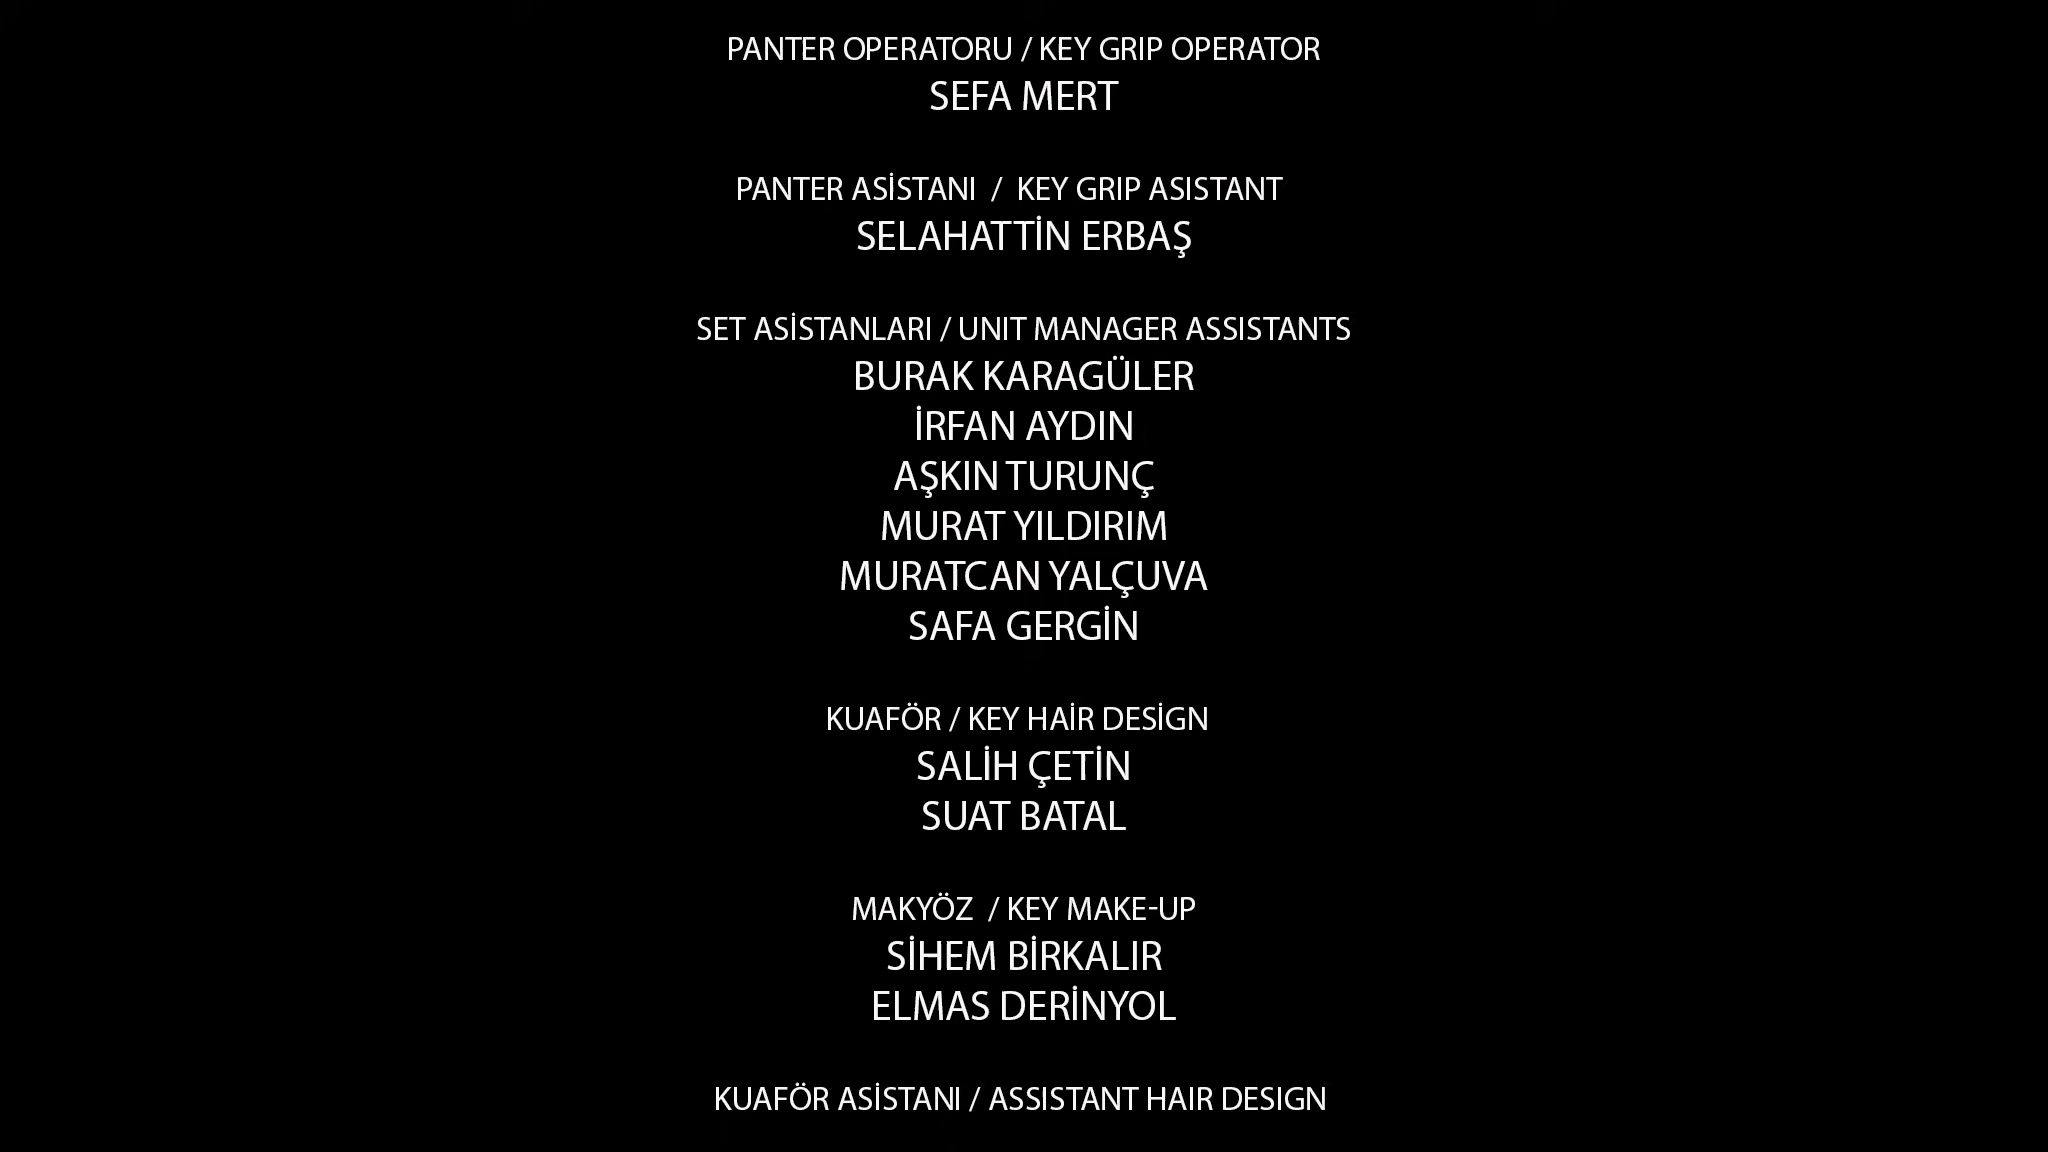 PANTER OPERATORU / KEY GRIP OPERATOR
SEFA MERT
PANTER ASİSTANI / KEY GRIP ASISTANT
SELAHATTİN ERBAŞ
SET ASİSTANLARI / UNIT MANAGER ASSISTANTS
BURAK KARAGÜLER
İRFAN AYDIN
AŞKIN TURUNÇ
MURAT YILDIRIM
MURATCAN YALÇUVA
SAFA GERGİN
KUAFÖR / KEY HAİR DESİGN
SALİH ÇETİN
SUAT BATAL
MAKYÖZ / KEY MAKE-UP
SİHEM BİRKALIR
ELMAS DERİNYOL
KUAFÖR ASİSTANI / ASSISTANT HAIR DESIGN